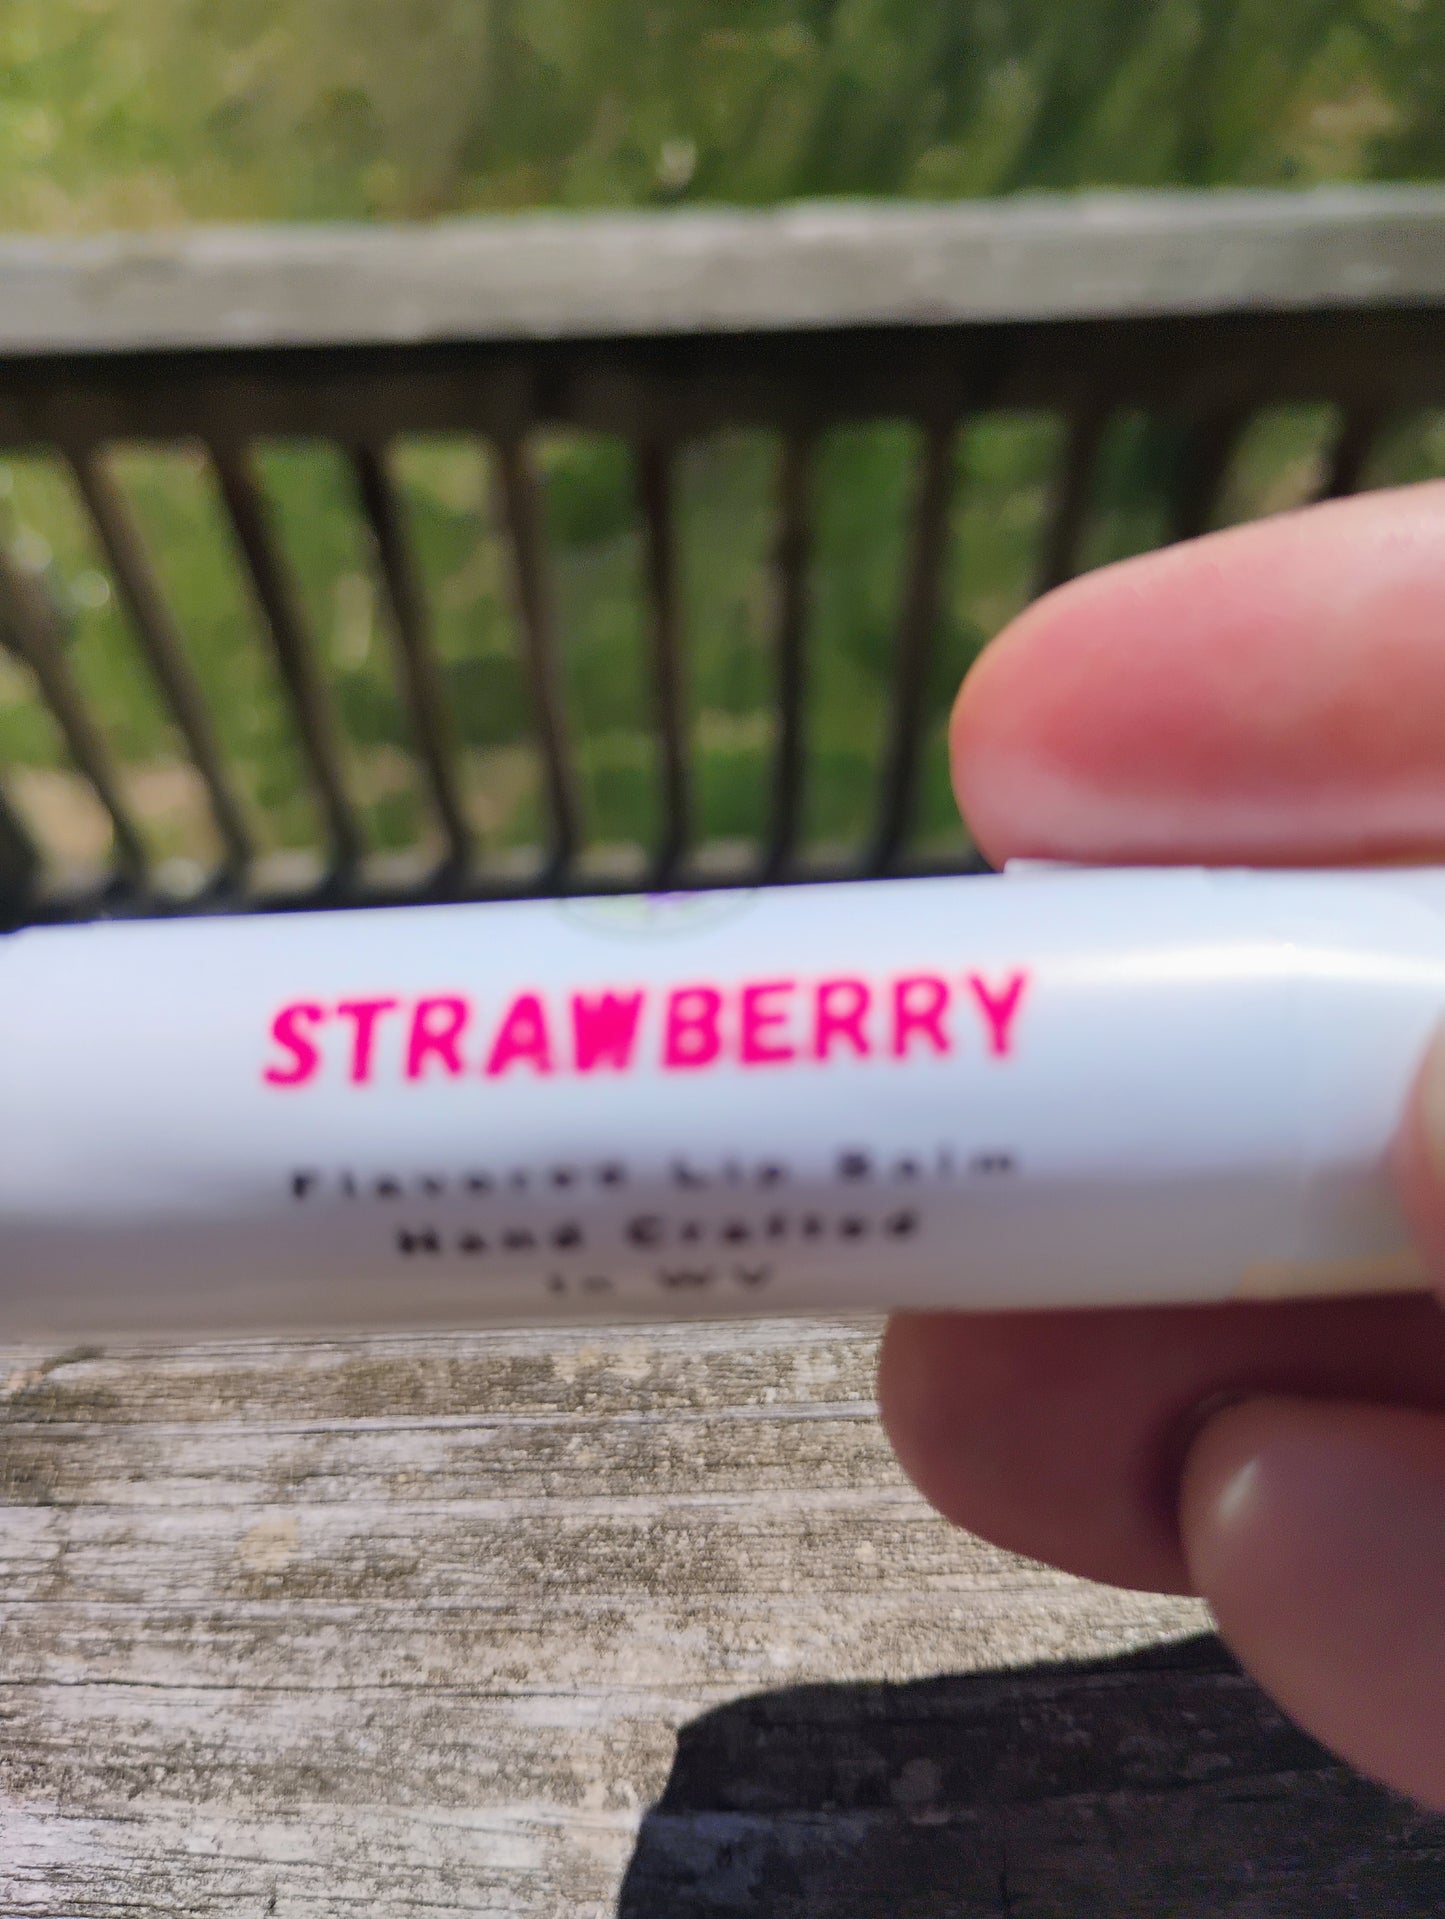 STRAWBERRY
Flavored Lip Balm
Hand Crafted
in WV